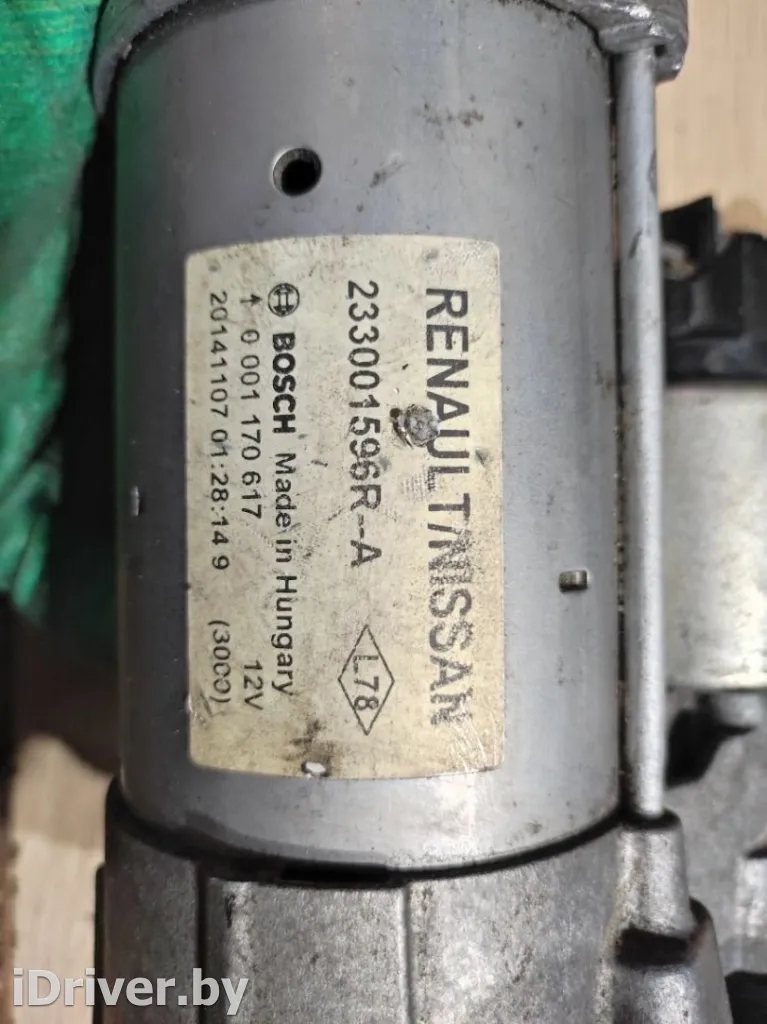 RENAULT/NISSAN
233001596R--A
L78
BOSCH Made in Hungary
0 001 170 617 12V
20141107 01:28:14 9 (3000)
iDriver.by